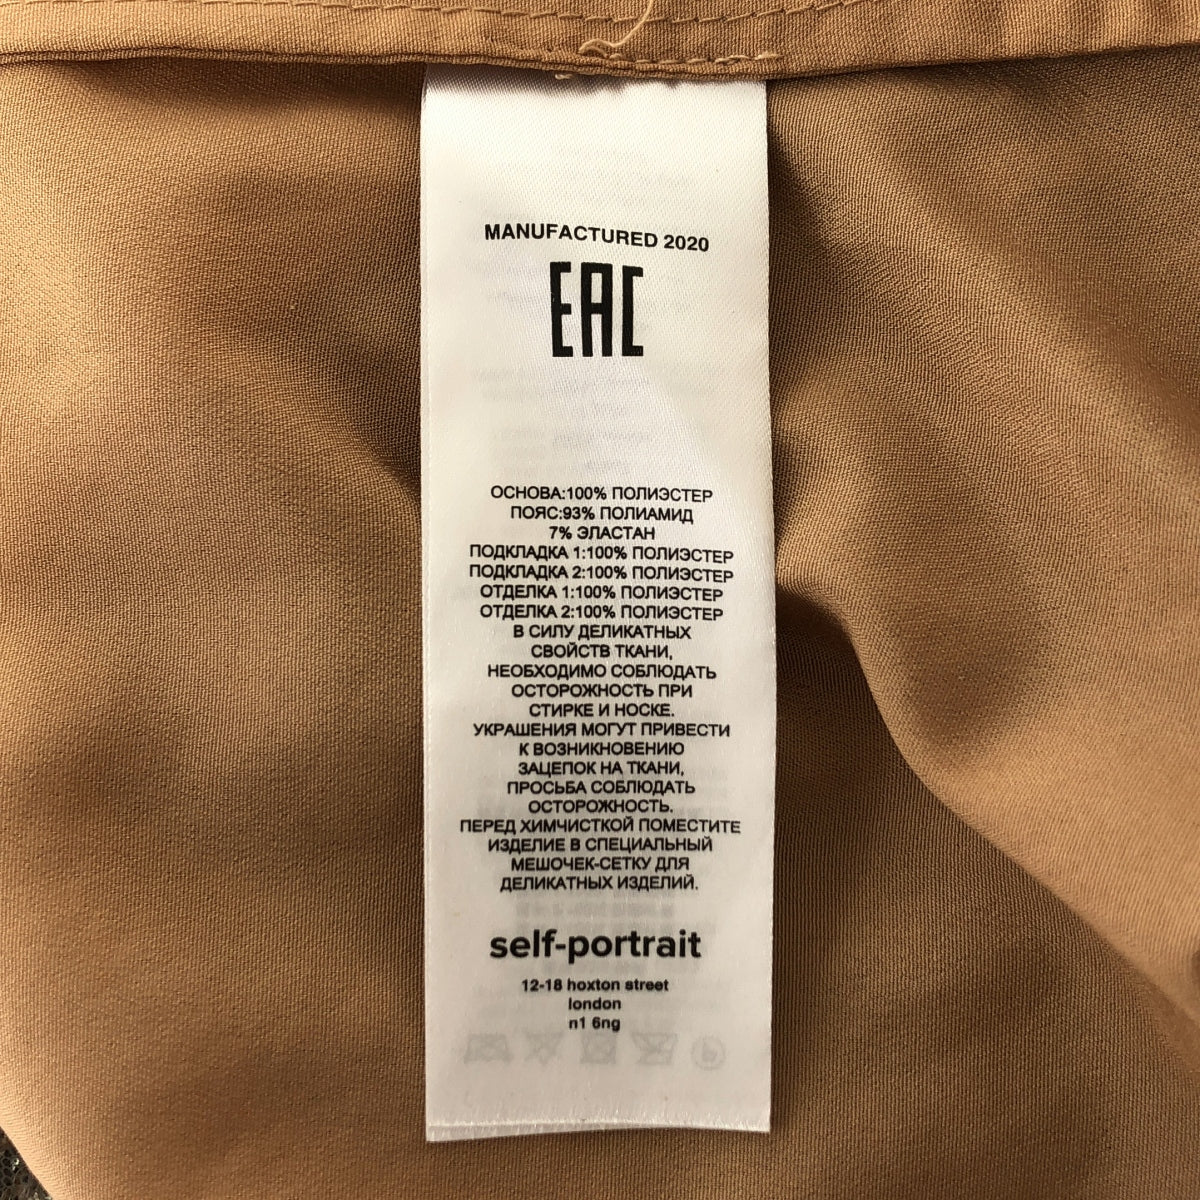 MANUFACTURED 2020
EAC
ОСНОВА:100% ПОЛИЭСТЕР
ПОЯС:93% ПОЛИАМИД
7% ЭЛАСТАН
ПОДКЛАДКА 1:100% ПОЛИЭСТЕР
ПОДКЛАДКА 2:100% ПОЛИЭСТЕР
ОТДЕЛКА 1:100% ПОЛИЭСТЕР
ОТДЕЛКА 2:100% ПОЛИЭСТЕР
В СИЛУ ДЕЛИКАТНЫХ
СВОЙСТВ ТКАНИ,
НЕОБХОДИМО СОБЛЮДАТЬ
ОСТОРОЖНОСТЬ ПРИ
СТИРКЕ И НОСКЕ.
УКРАШЕНИЯ МОГУТ ПРИВЕСТИ
К ВОЗНИКНОВЕНИЮ
ЗАЦЕПОК НА ТКАНИ,
ПРОСЬБА СОБЛЮДАТЬ
ОСТОРОЖНОСТЬ.
ПЕРЕД ХИМЧИСТКОЙ ПОМЕСТИТЕ
ИЗДЕЛИЕ В СПЕЦИАЛЬНЫЙ
МЕШОЧЕК-СЕТКУ ДЛЯ
ДЕЛИКАТНЫХ ИЗДЕЛИЙ.
self-portrait
12-18 hoxton street
london
n1 6ng